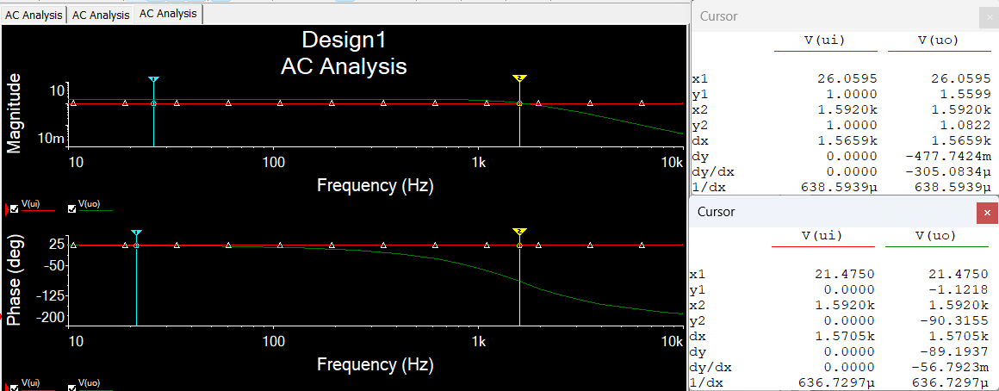 AC Analysis AC Analysis AC Analysis
Design1
AC Analysis
Magnitude
10
10m
10 100 1k 10k
Frequency (Hz)
V(ui) V(uo)
Phase (deg)
25
-50
-125
-200
10 100 1k 10k
Frequency (Hz)
V(ui) V(uo)
1 2
1 2
Cursor
V(ui) V(uo)
x1 26.0595 26.0595
y1 1.0000 1.5599
x2 1.5920k 1.5920k
y2 1.0000 1.0822
dx 1.5659k 1.5659k
dy 0.0000 -477.7424m
dy/dx 0.0000 -305.0834µ
1/dx 638.5939µ 638.5939µ
Cursor
V(ui) V(uo)
x1 21.4750 21.4750
y1 0.0000 -1.1218
x2 1.5920k 1.5920k
y2 0.0000 -90.3155
dx 1.5705k 1.5705k
dy 0.0000 -89.1937
dy/dx 0.0000 -56.7923m
1/dx 636.7297µ 636.7297µ